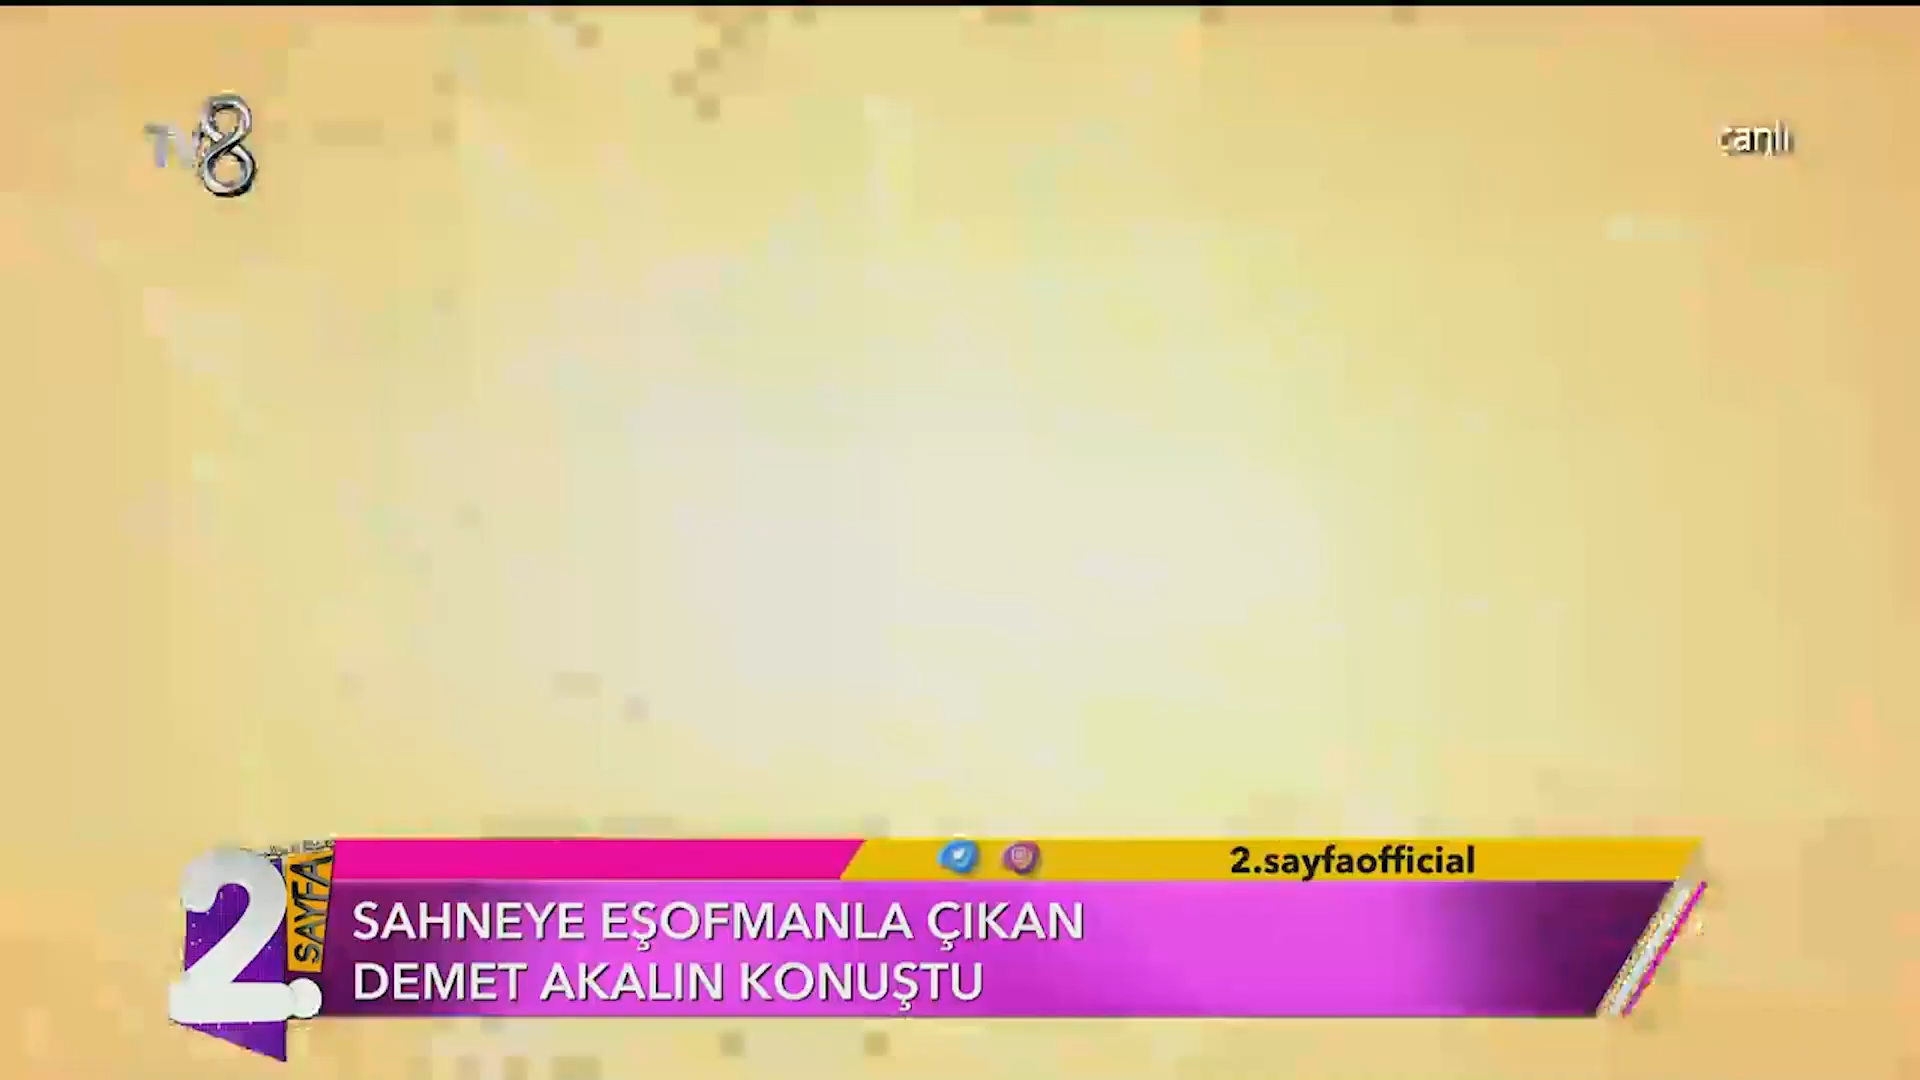 TV8
canlı
2.sayfaofficial
2. SAYFA
SAHNEYE EŞOFMANLA ÇIKAN
DEMET AKALIN KONUŞTU